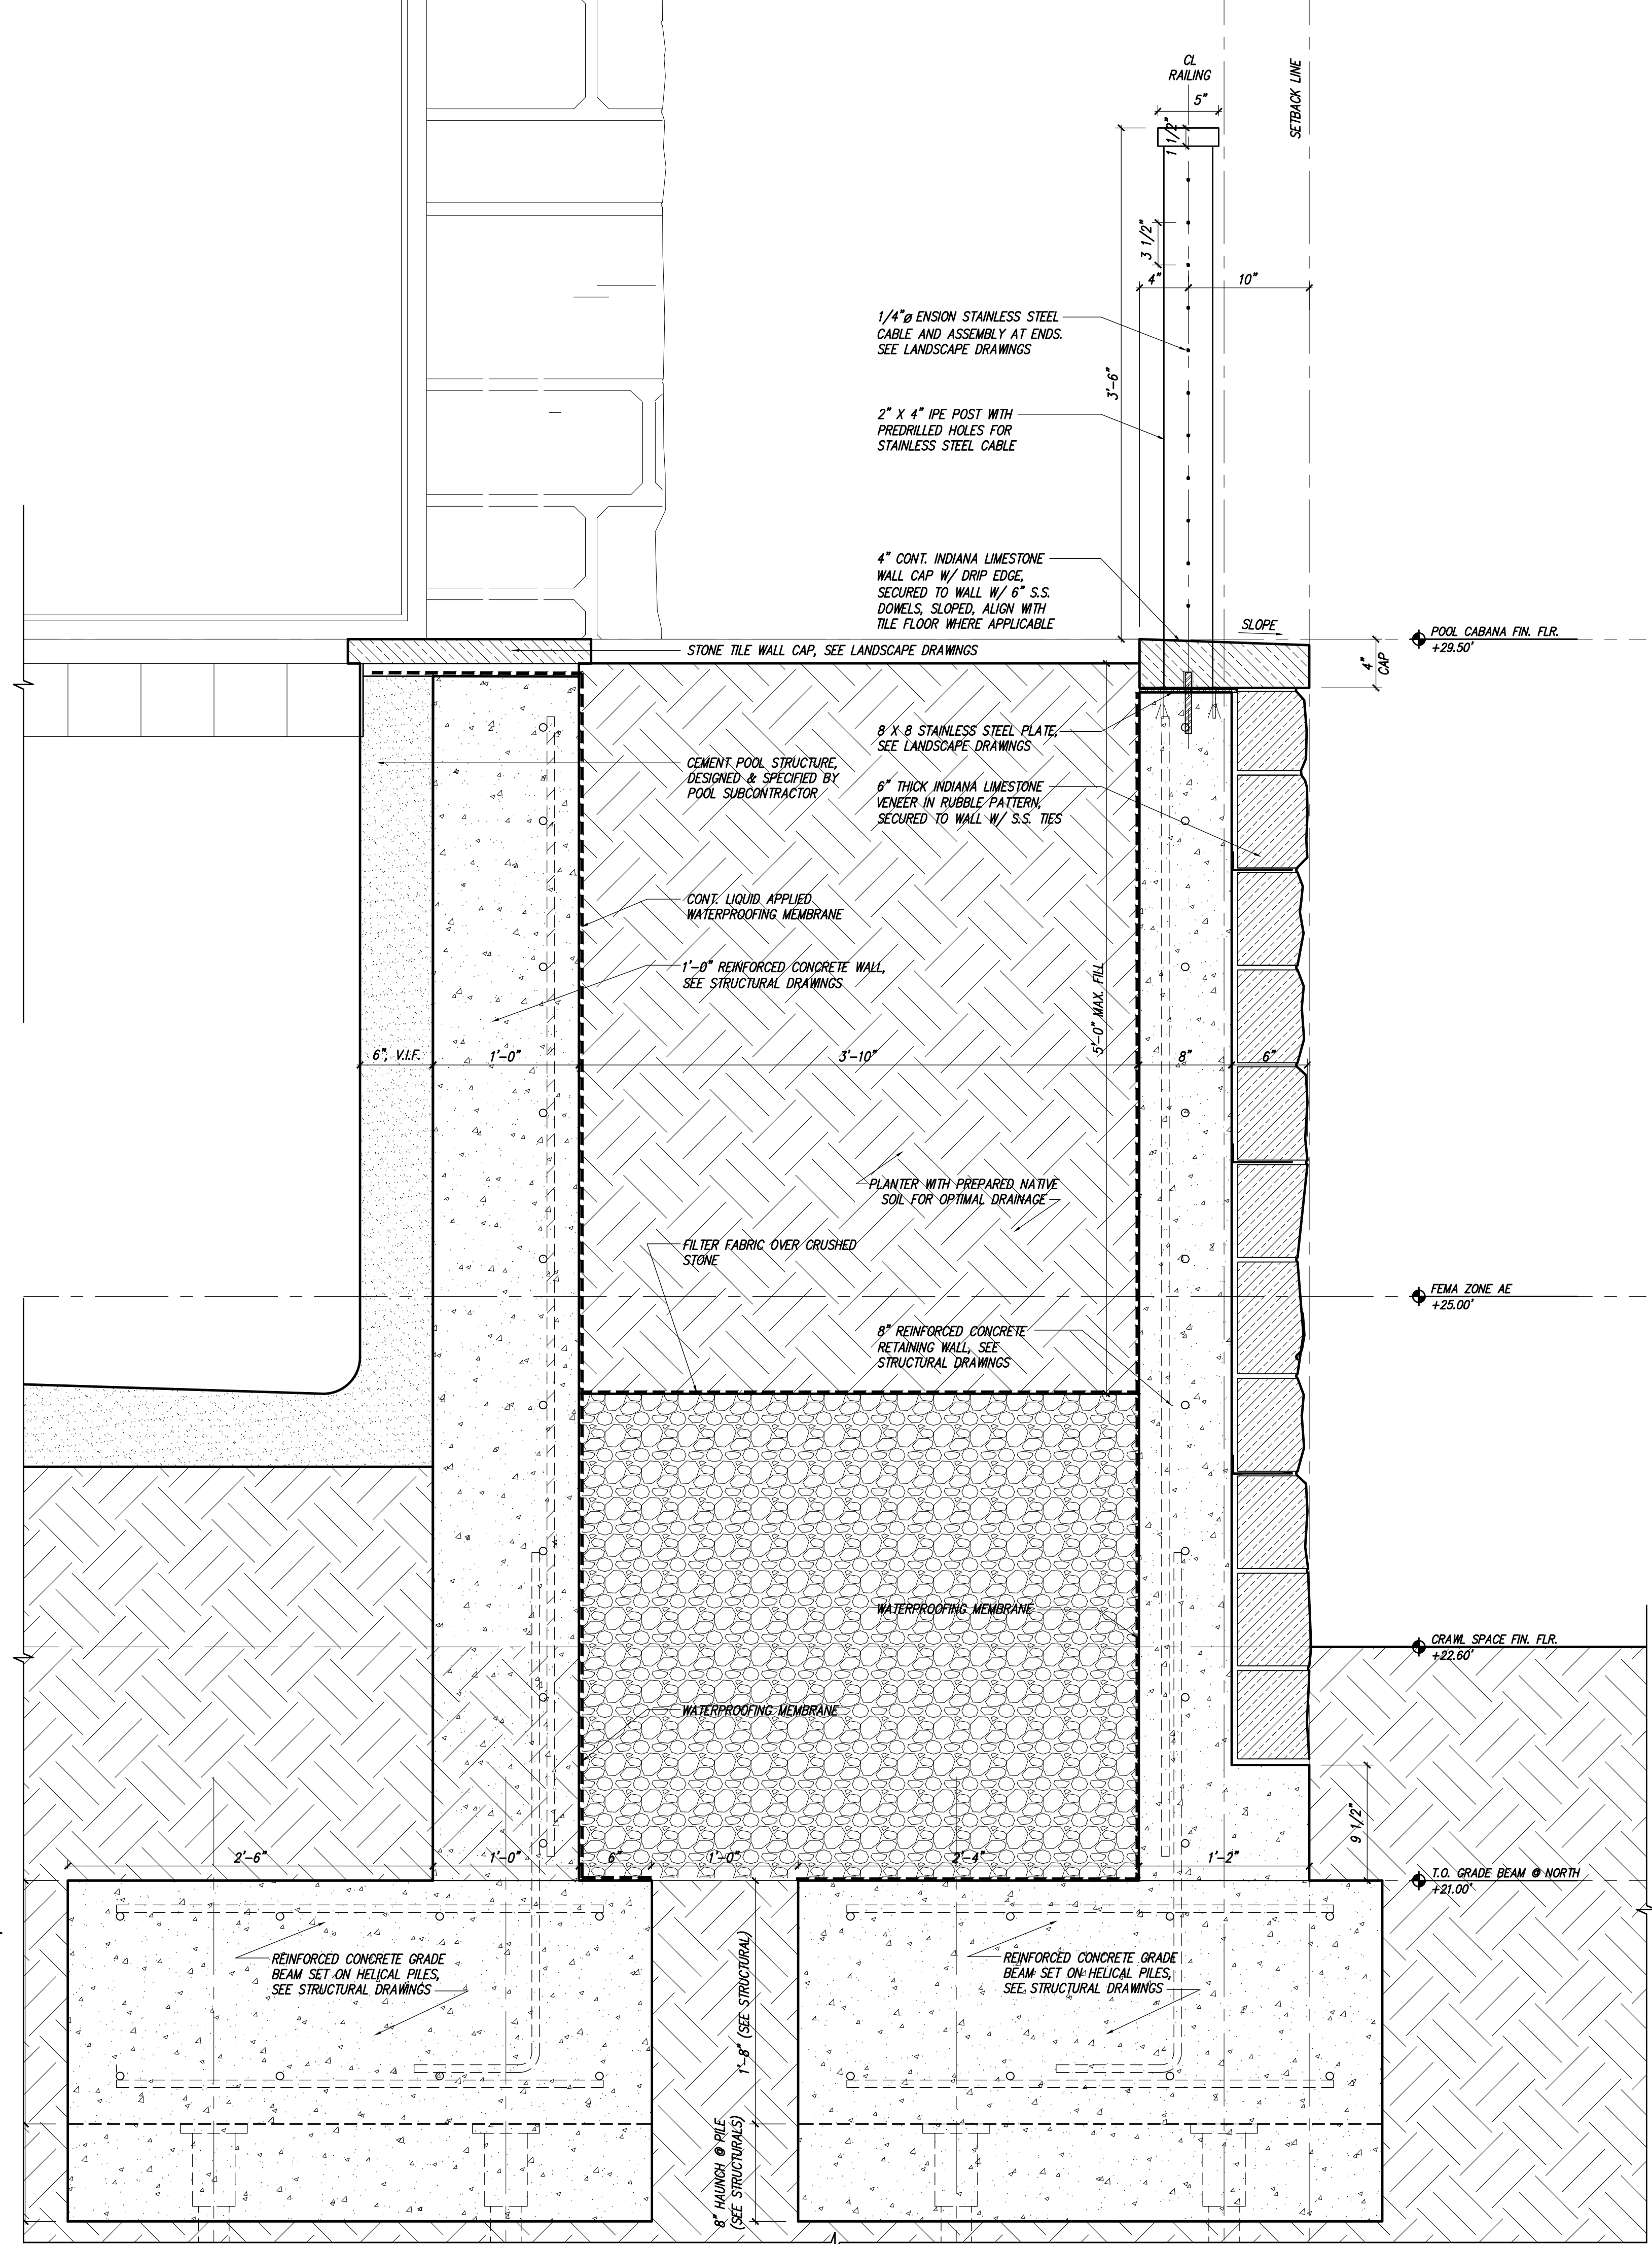 CL
RAILING
SETBACK LINE
5"
1 1/2"
3 1/2"
4"
10"
3'-6"
1/4"ø ENSION STAINLESS STEEL
CABLE AND ASSEMBLY AT ENDS.
SEE LANDSCAPE DRAWINGS
2" X 4" IPE POST WITH
PREDRILLED HOLES FOR
STAINLESS STEEL CABLE
4" CONT. INDIANA LIMESTONE
WALL CAP W/ DRIP EDGE,
SECURED TO WALL W/ 6" S.S.
DOWELS, SLOPED, ALIGN WITH
TILE FLOOR WHERE APPLICABLE
SLOPE
POOL CABANA FIN. FLR.
+29.50'
STONE TILE WALL CAP, SEE LANDSCAPE DRAWINGS
4"
CAP
8 X 8 STAINLESS STEEL PLATE,
SEE LANDSCAPE DRAWINGS
CEMENT POOL STRUCTURE,
DESIGNED & SPECIFIED BY
POOL SUBCONTRACTOR
6" THICK INDIANA LIMESTONE
VENEER IN RUBBLE PATTERN,
SECURED TO WALL W/ S.S. TIES
CONT. LIQUID APPLIED
WATERPROOFING MEMBRANE
1'-0" REINFORCED CONCRETE WALL,
SEE STRUCTURAL DRAWINGS
5'-0" MAX. FILL
6", V.I.F.
1'-0"
3'-10"
8"
6"
PLANTER WITH PREPARED NATIVE
SOIL FOR OPTIMAL DRAINAGE
FILTER FABRIC OVER CRUSHED
STONE
FEMA ZONE AE
+25.00'
8" REINFORCED CONCRETE
RETAINING WALL, SEE
STRUCTURAL DRAWINGS
WATERPROOFING MEMBRANE
CRAWL SPACE FIN. FLR.
+22.60'
WATERPROOFING MEMBRANE
9 1/2"
2'-6"
1'-0"
6"
1'-0"
2'-4"
1'-2"
T.O. GRADE BEAM @ NORTH
+21.00'
REINFORCED CONCRETE GRADE
BEAM SET ON HELICAL PILES,
SEE STRUCTURAL DRAWINGS
1'-8" (SEE STRUCTURAL)
REINFORCED CONCRETE GRADE
BEAM SET ON HELICAL PILES,
SEE STRUCTURAL DRAWINGS
8" HAUNCH @ PILE
(SEE STRUCTURALS)